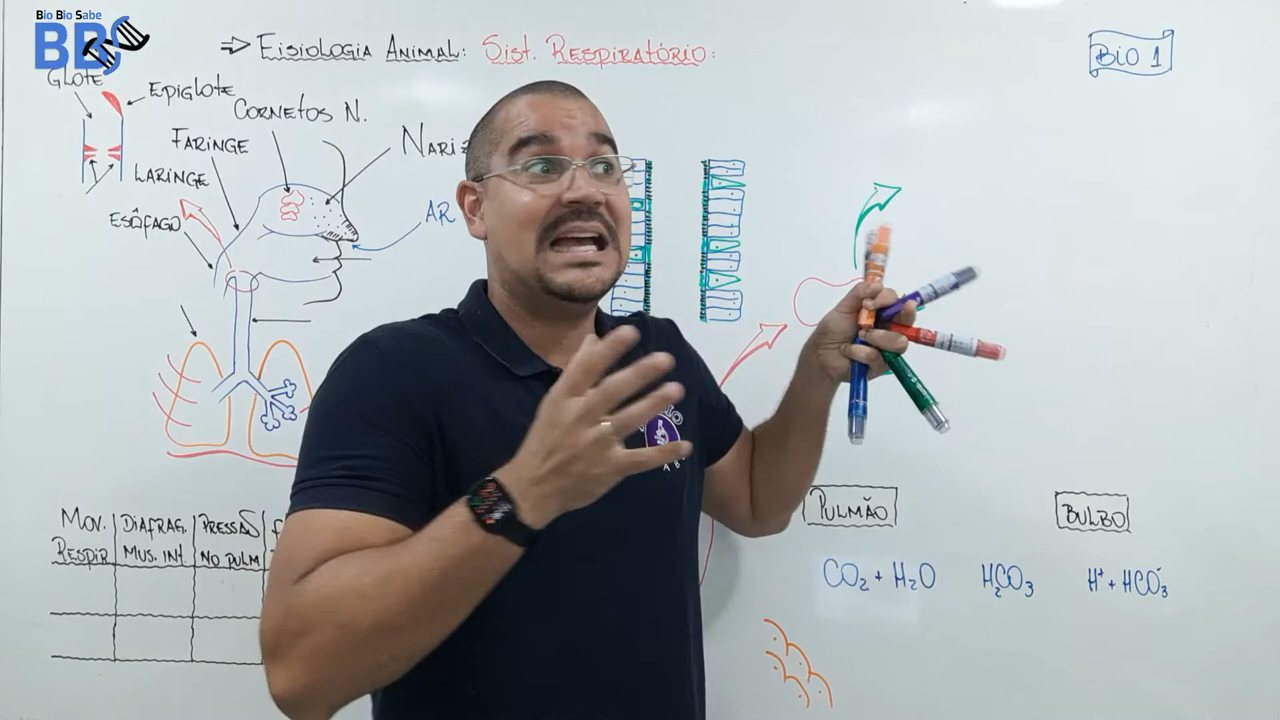 Bio Bio Sabe
BBS
⇒ Fisiologia Animal: Sist. Respiratório:
BIO 1
Glote
Epiglote
Cornetos N.
Faringe
Nariz
Laringe
Esôfago
AR
Mov. Respir
Diafrag. Mus. Int.
Pressão no Pulm
Pulmão
Bulbo
CO₂ + H₂O
H₂CO₃
H⁺ + HCO₃⁻